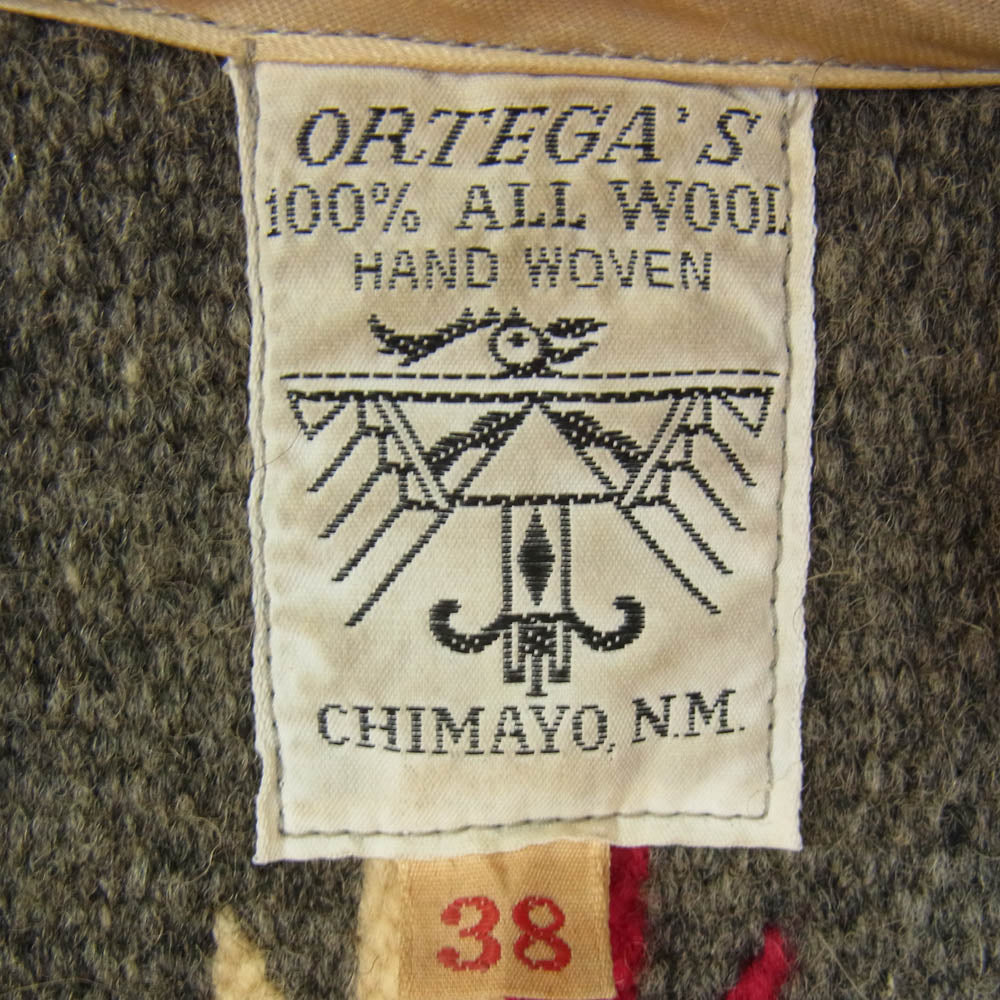 ORTEGA'S
100% ALL WOOL
HAND WOVEN
CHIMAYO, N.M.
38